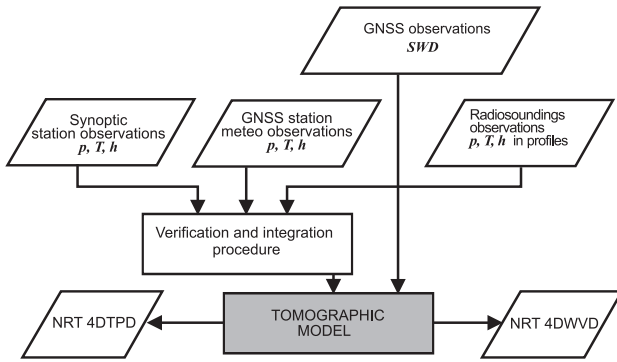 GNSS observations
SWD
Synoptic
station observations
p, T, h
GNSS station
meteo observations
p, T, h
Radiosoundings
observations
p, T, h in profiles
Verification and integration
procedure
NRT 4DTPD
TOMOGRAPHIC
MODEL
NRT 4DWVD